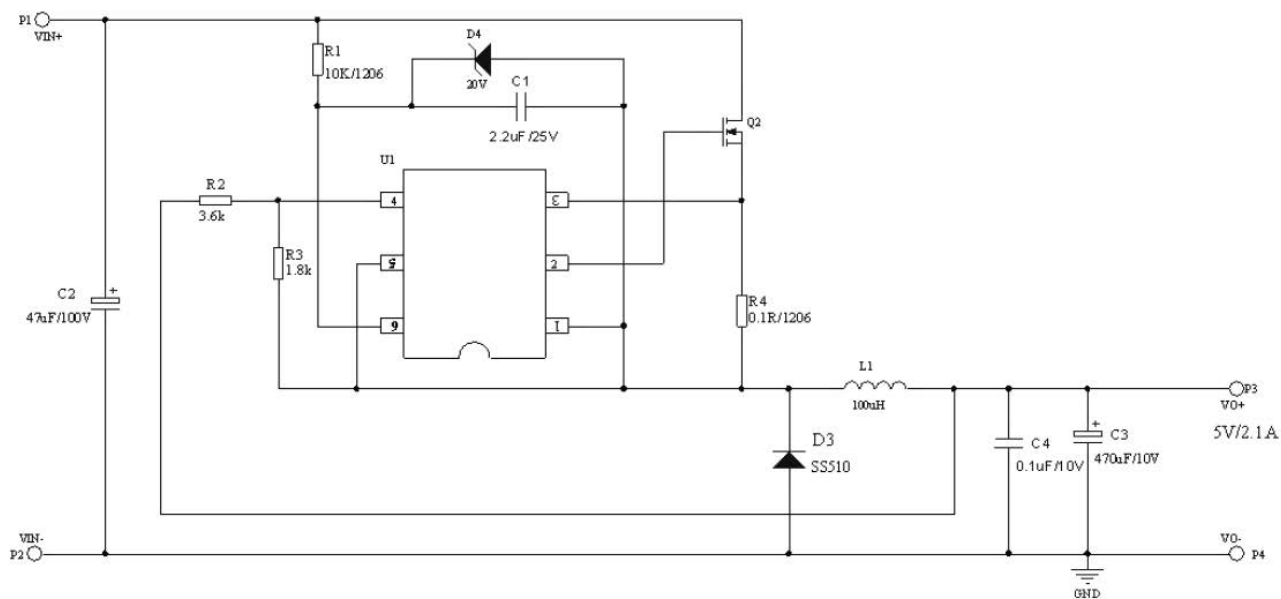 P1
VIN+
R1
10K/1206
D4
20V
C1
2.2uF/25V
Q2
U1
R2
3.6k
4
3
R3
1.8k
5
2
C2
47uF/100V
6
1
R4
0.1R/1206
L1
100uH
P3
VO+
5V/2.1A
D3
SS510
C4
0.1uF/10V
C3
470uF/10V
VIN-
P2
VO-
P4
GND